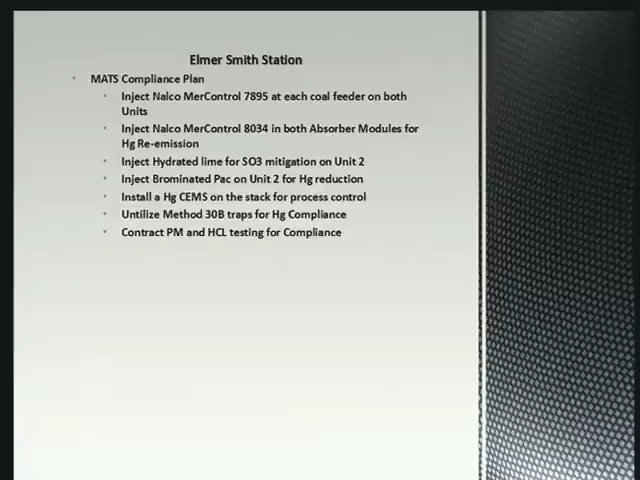 Elmer Smith Station
MATS Compliance Plan
Inject Nalco MerControl 7895 at each coal feeder on both
Units
Inject Nalco MerControl 8034 in both Absorber Modules for
Hg Re-emission
Inject Hydrated lime for SO3 mitigation on Unit 2
Inject Brominated Pac on Unit 2 for Hg reduction
Install a Hg CEMS on the stack for process control
Untilize Method 30B traps for Hg Compliance
Contract PM and HCL testing for Compliance